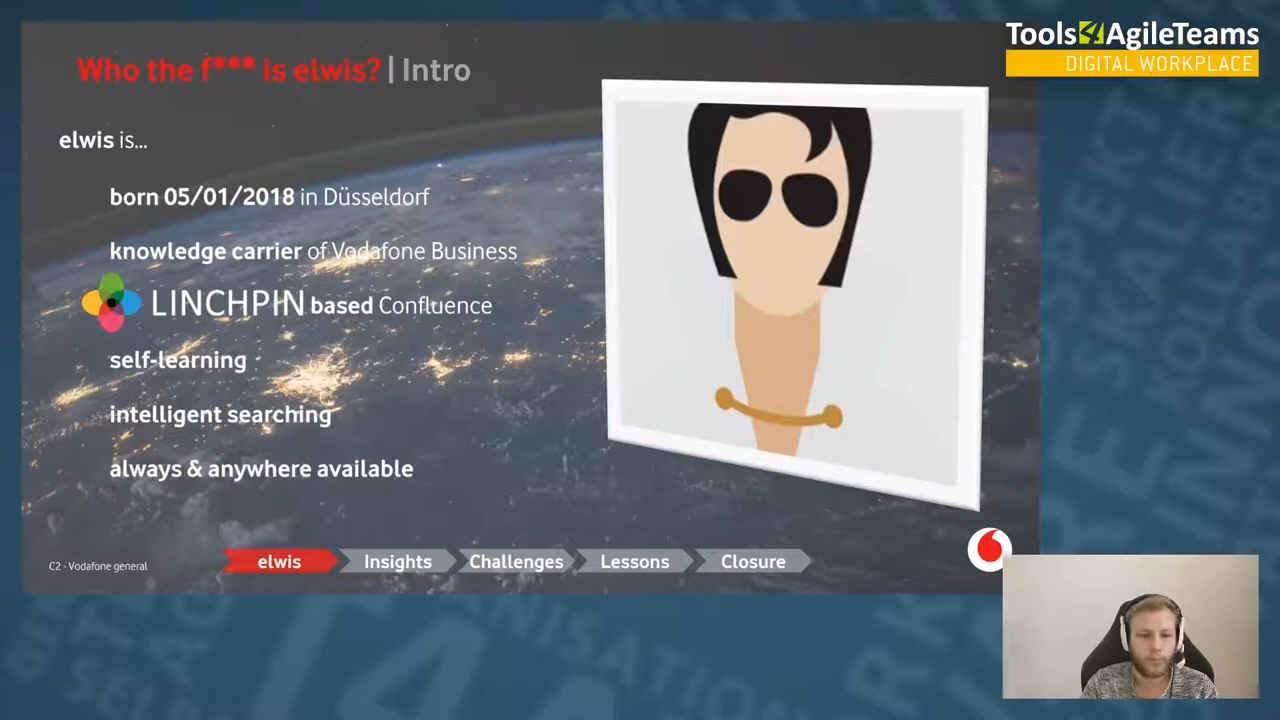 Tools4AgileTeams
DIGITAL WORKPLACE
Who the f*** is elwis? | Intro
elwis is...
born 05/01/2018 in Düsseldorf
knowledge carrier of Vodafone Business
LINCHPIN based Confluence
self-learning
intelligent searching
always & anywhere available
C2 - Vodafone general
elwis
Insights
Challenges
Lessons
Closure